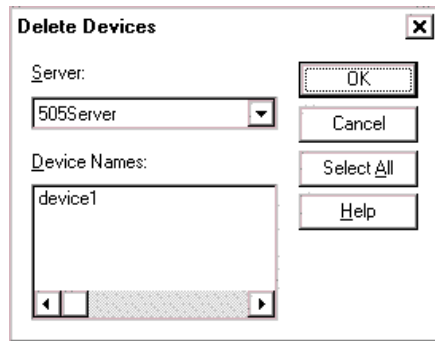 Delete Devices
Server:
505Server
Device Names:
device1
OK
Cancel
Select All
Help